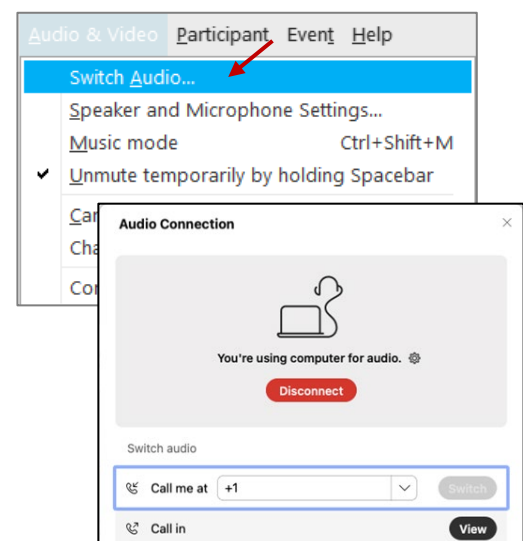 Audio & Video Participant Event Help
Switch Audio...
Speaker and Microphone Settings...
Music mode Ctrl+Shift+M
Unmute temporarily by holding Spacebar
Audio Connection
You're using computer for audio.
Disconnect
Switch audio
Call me at +1 Switch
Call in View